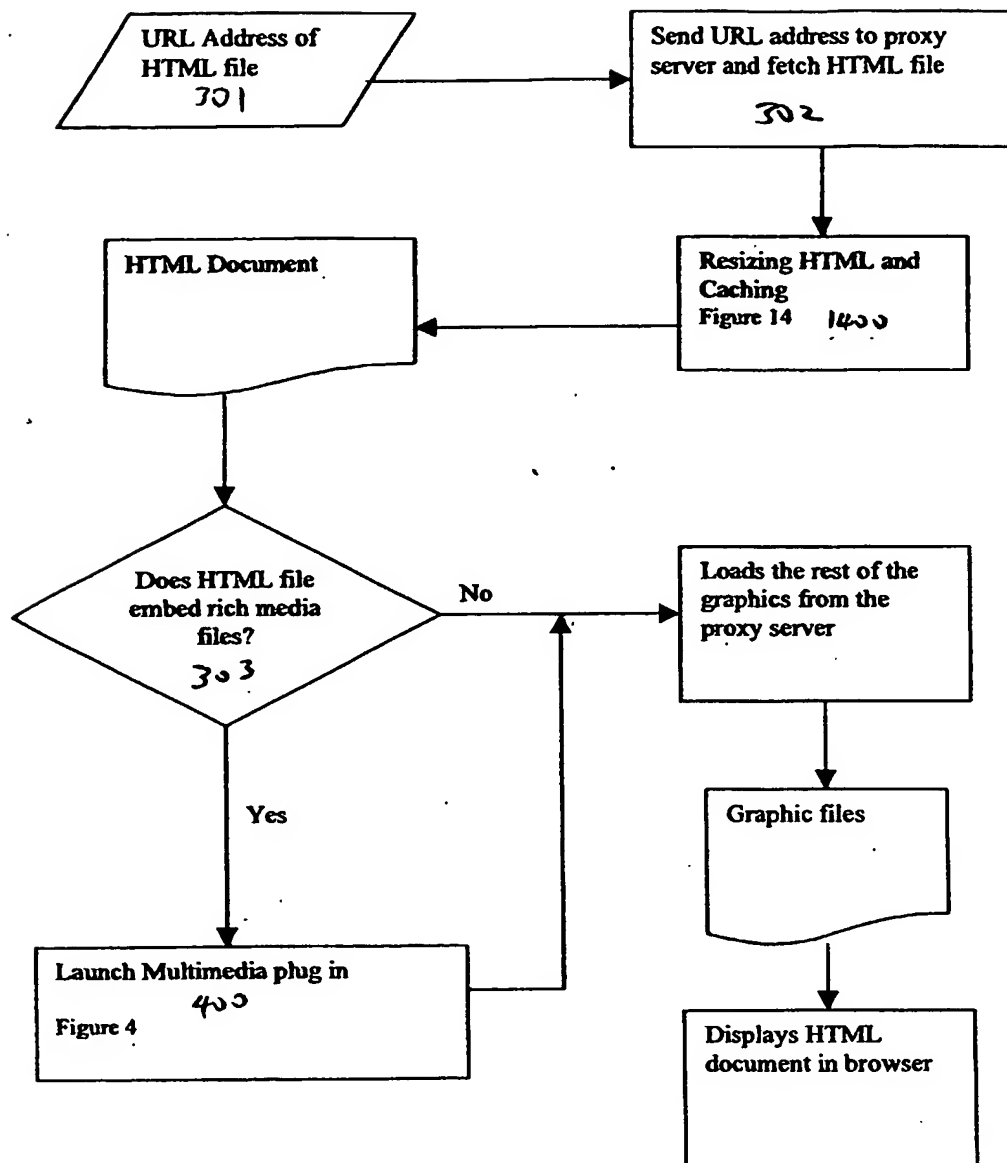 URL Address of
HTML file
301
Send URL address to proxy
server and fetch HTML file
302
HTML Document
Resizing HTML and
Caching
Figure 14 1400
Does HTML file
embed rich media
files?
303
No
Loads the rest of the
graphics from the
proxy server
Yes
Graphic files
Launch Multimedia plug in
400
Figure 4
Displays HTML
document in browser